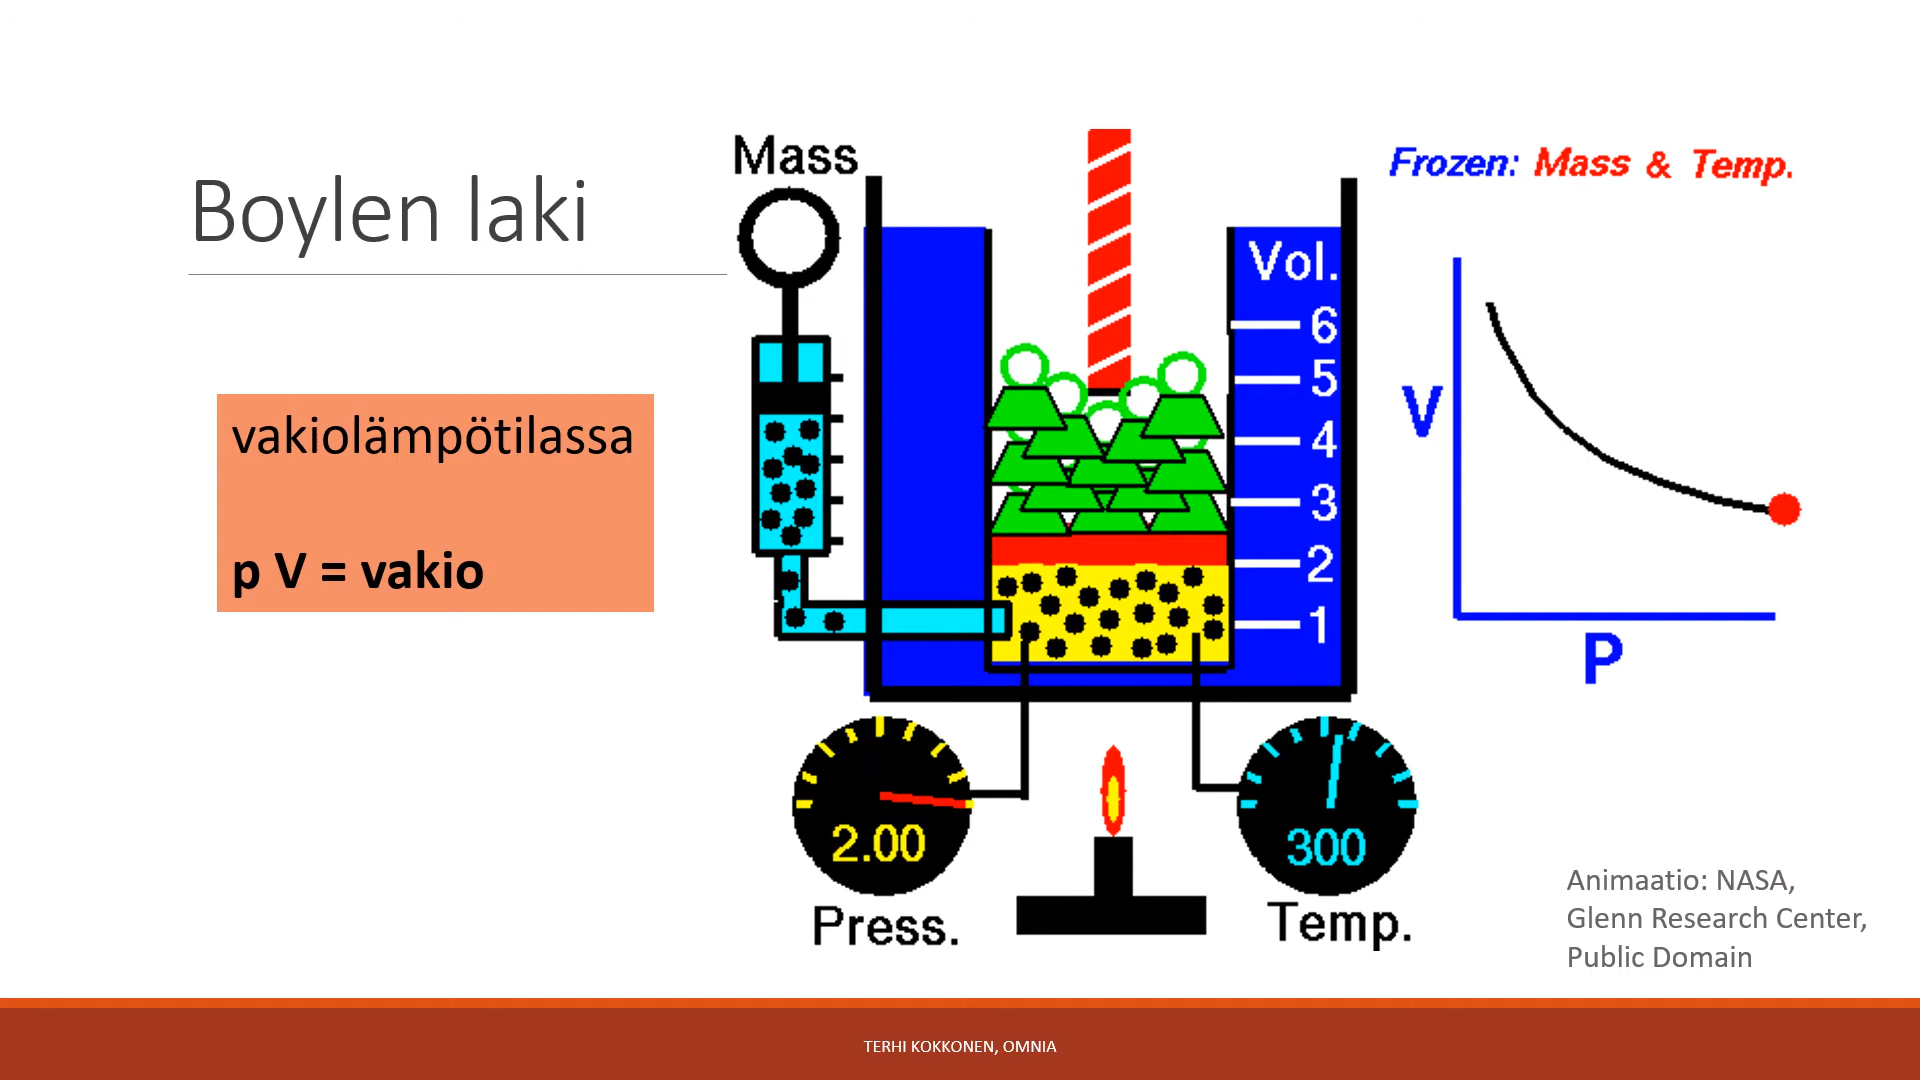 Boylen laki
vakiolämpötilassa
p V = vakio
Mass
Frozen: Mass & Temp.
Vol.
6
5
4
3
2
1
V
P
2.00
Press.
300
Temp.
Animaatio: NASA,
Glenn Research Center,
Public Domain
TERHI KOKKONEN, OMNIA